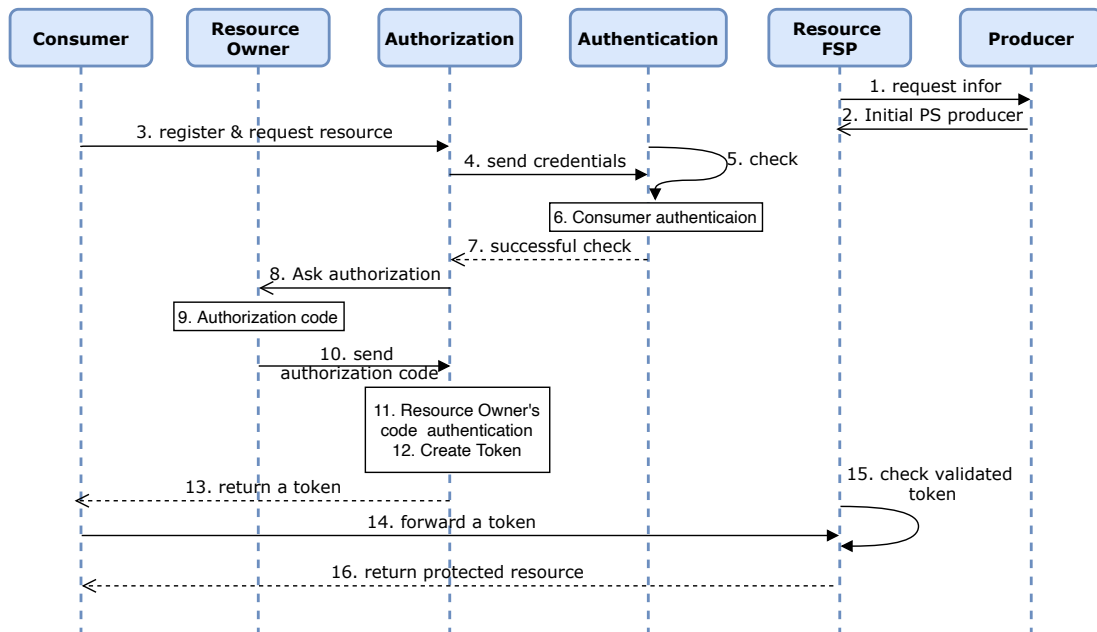 Consumer
Resource
Owner
Authorization
Authentication
Resource
FSP
Producer
1. request infor
2. Initial PS producer
3. register & request resource
4. send credentials
5. check
6. Consumer authenticaion
7. successful check
8. Ask authorization
9. Authorization code
10. send
authorization code
11. Resource Owner's
code authentication
12. Create Token
13. return a token
15. check validated
token
14. forward a token
16. return protected resource